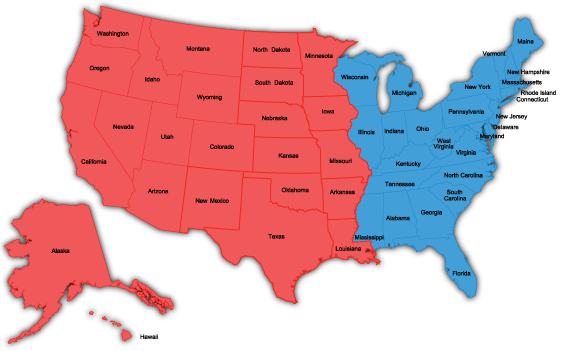 Washington
Montana
North Dakota
Minnesota
Maine
Vermont
Oregon
Idaho
South Dakota
Wisconsin
Michigan
New York
New Hampshire
Massachusetts
Rhode Island
Connecticut
Wyoming
Nebraska
Iowa
Pennsylvania
New Jersey
Nevada
Utah
Colorado
Kansas
Missouri
Illinois
Indiana
Ohio
West
Virginia
Virginia
Delaware
Maryland
California
Kentucky
Arizona
New Mexico
Oklahoma
Arkansas
Tennessee
North Carolina
South
Carolina
Texas
Louisiana
Mississippi
Alabama
Georgia
Florida
Alaska
Hawaii